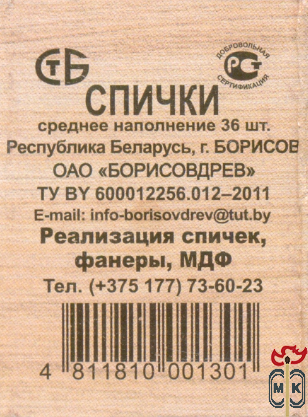 СТБ
ДОБРОВОЛЬНАЯ
РСТ
СЕРТИФИКАЦИЯ
СПИЧКИ
среднее наполнение 36 шт.
Республика Беларусь, г. БОРИСОВ
ОАО «БОРИСОВДРЕВ»
ТУ BY 600012256.012–2011
E-mail: info-borisovdrev@tut.by
Реализация спичек,
фанеры, МДФ
Тел. (+375 177) 73-60-23
4 811810 001301
М К